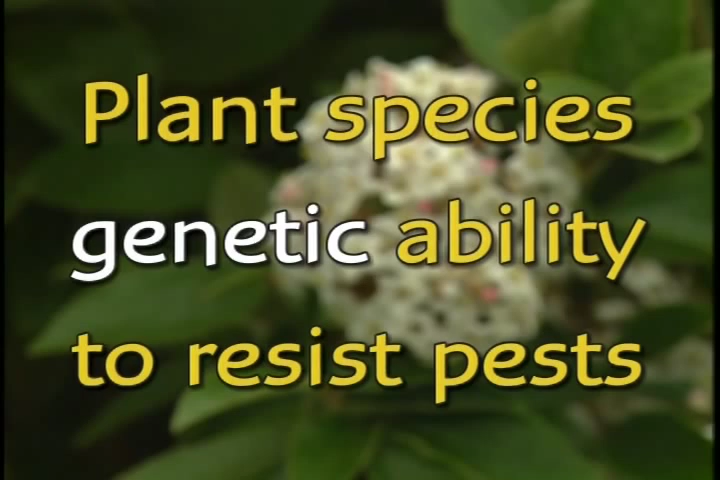 Plant species
genetic ability
to resist pests